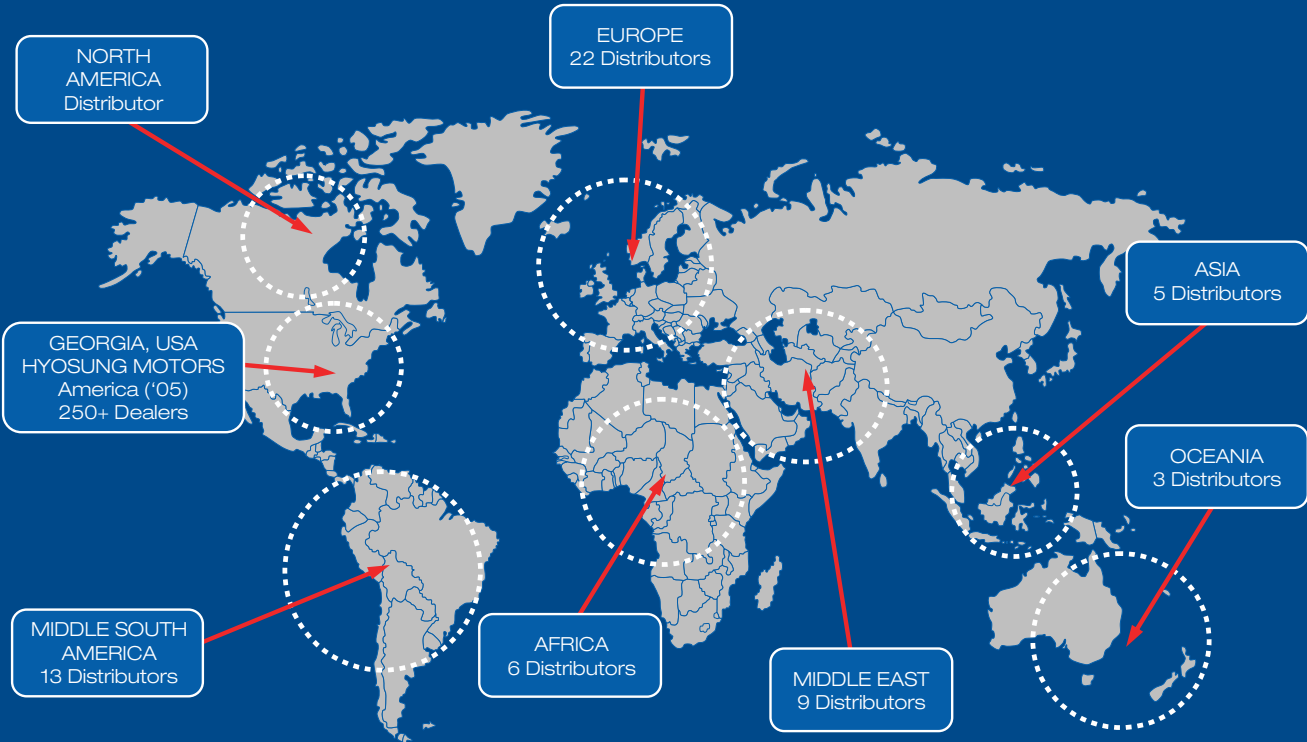 NORTH
AMERICA
Distributor
EUROPE
22 Distributors
ASIA
5 Distributors
GEORGIA, USA
HYOSUNG MOTORS
America (‘05)
250+ Dealers
OCEANIA
3 Distributors
MIDDLE SOUTH
AMERICA
13 Distributors
AFRICA
6 Distributors
MIDDLE EAST
9 Distributors